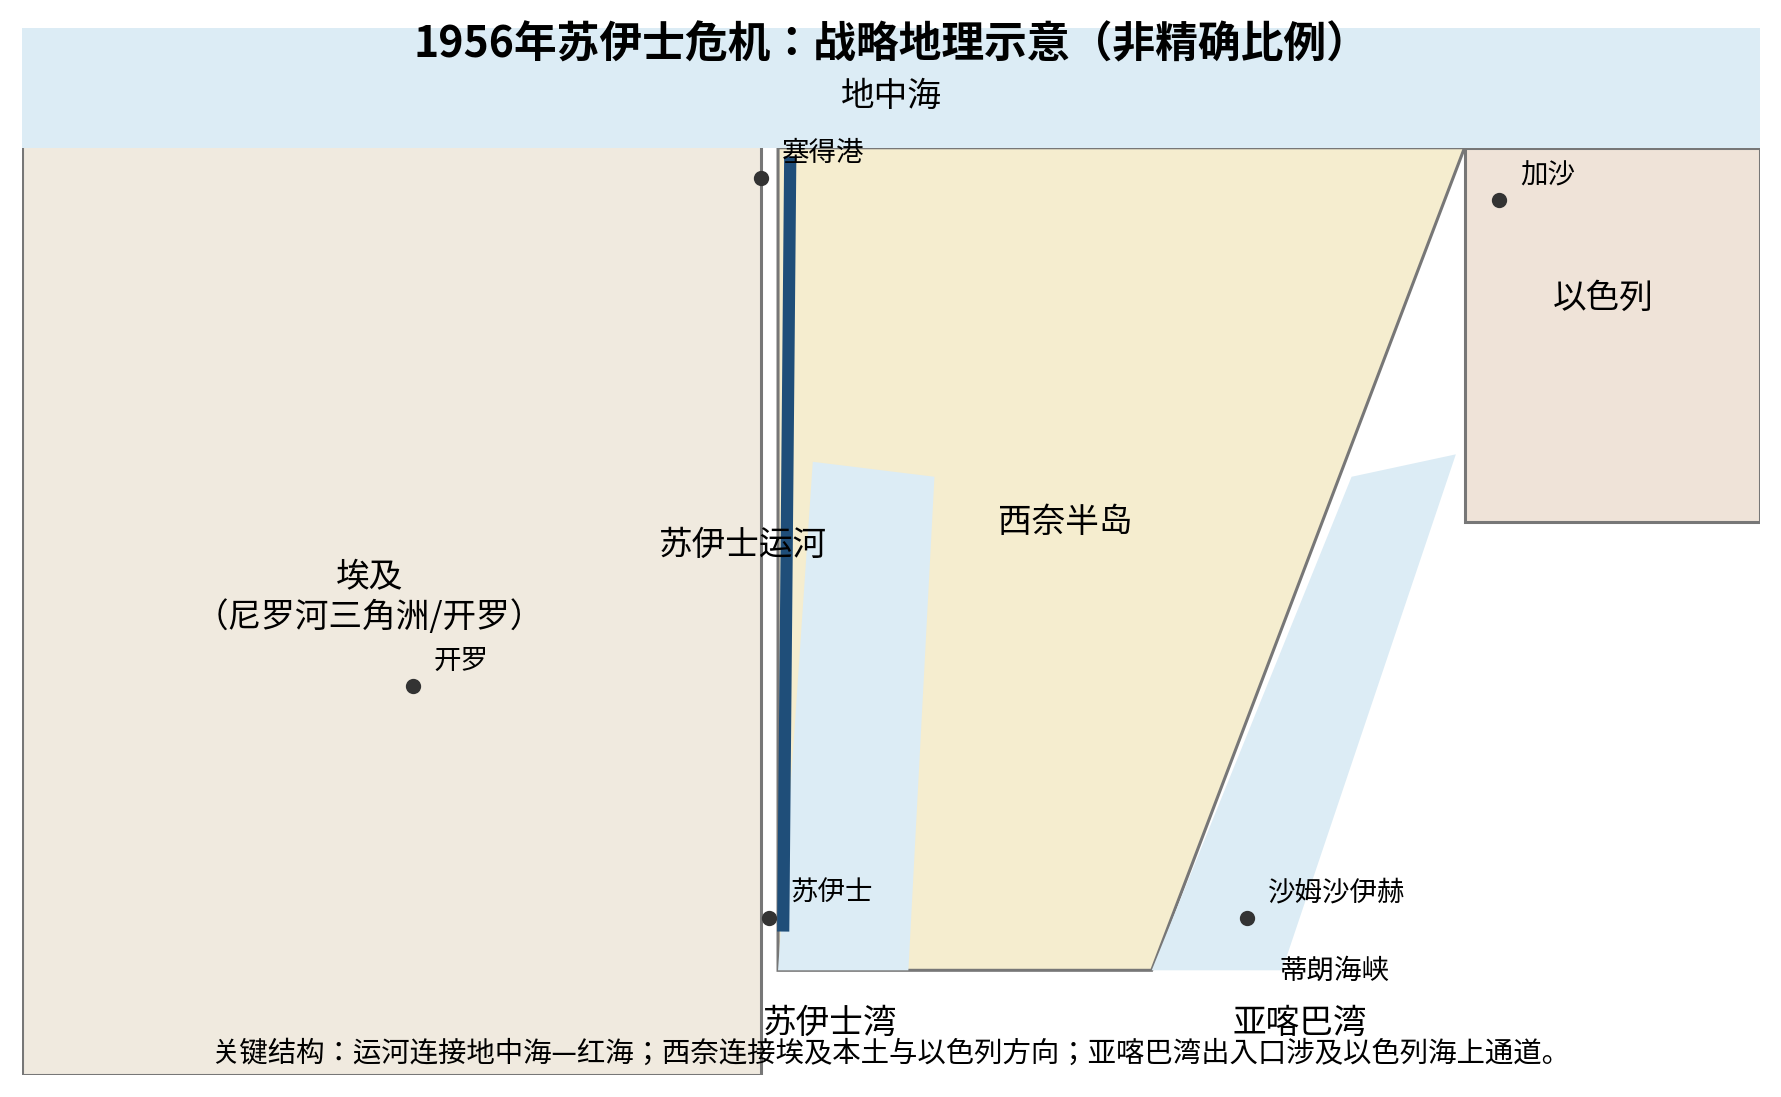 1956年苏伊士危机：战略地理示意（非精确比例）
地中海
塞得港
加沙
以色列
西奈半岛
苏伊士运河
埃及
（尼罗河三角洲/开罗）
开罗
苏伊士
沙姆沙伊赫
蒂朗海峡
苏伊士湾
亚喀巴湾
关键结构：运河连接地中海—红海；西奈连接埃及本土与以色列方向；亚喀巴湾出入口涉及以色列海上通道。